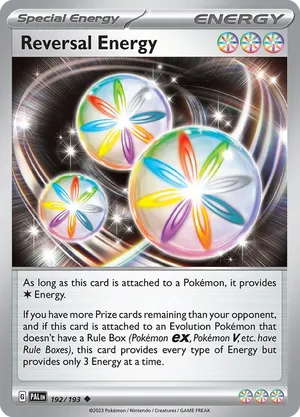 Special Energy
ENERGY
Reversal Energy
As long as this card is attached to a Pokémon, it provides
Energy.
If you have more Prize cards remaining than your opponent,
and if this card is attached to an Evolution Pokémon that
doesn't have a Rule Box (Pokémon ex, Pokémon V, etc. have
Rule Boxes), this card provides every type of Energy but
provides only 3 Energy at a time.
G PAL EN 192/193
©2023 Pokémon / Nintendo / Creatures / GAME FREAK